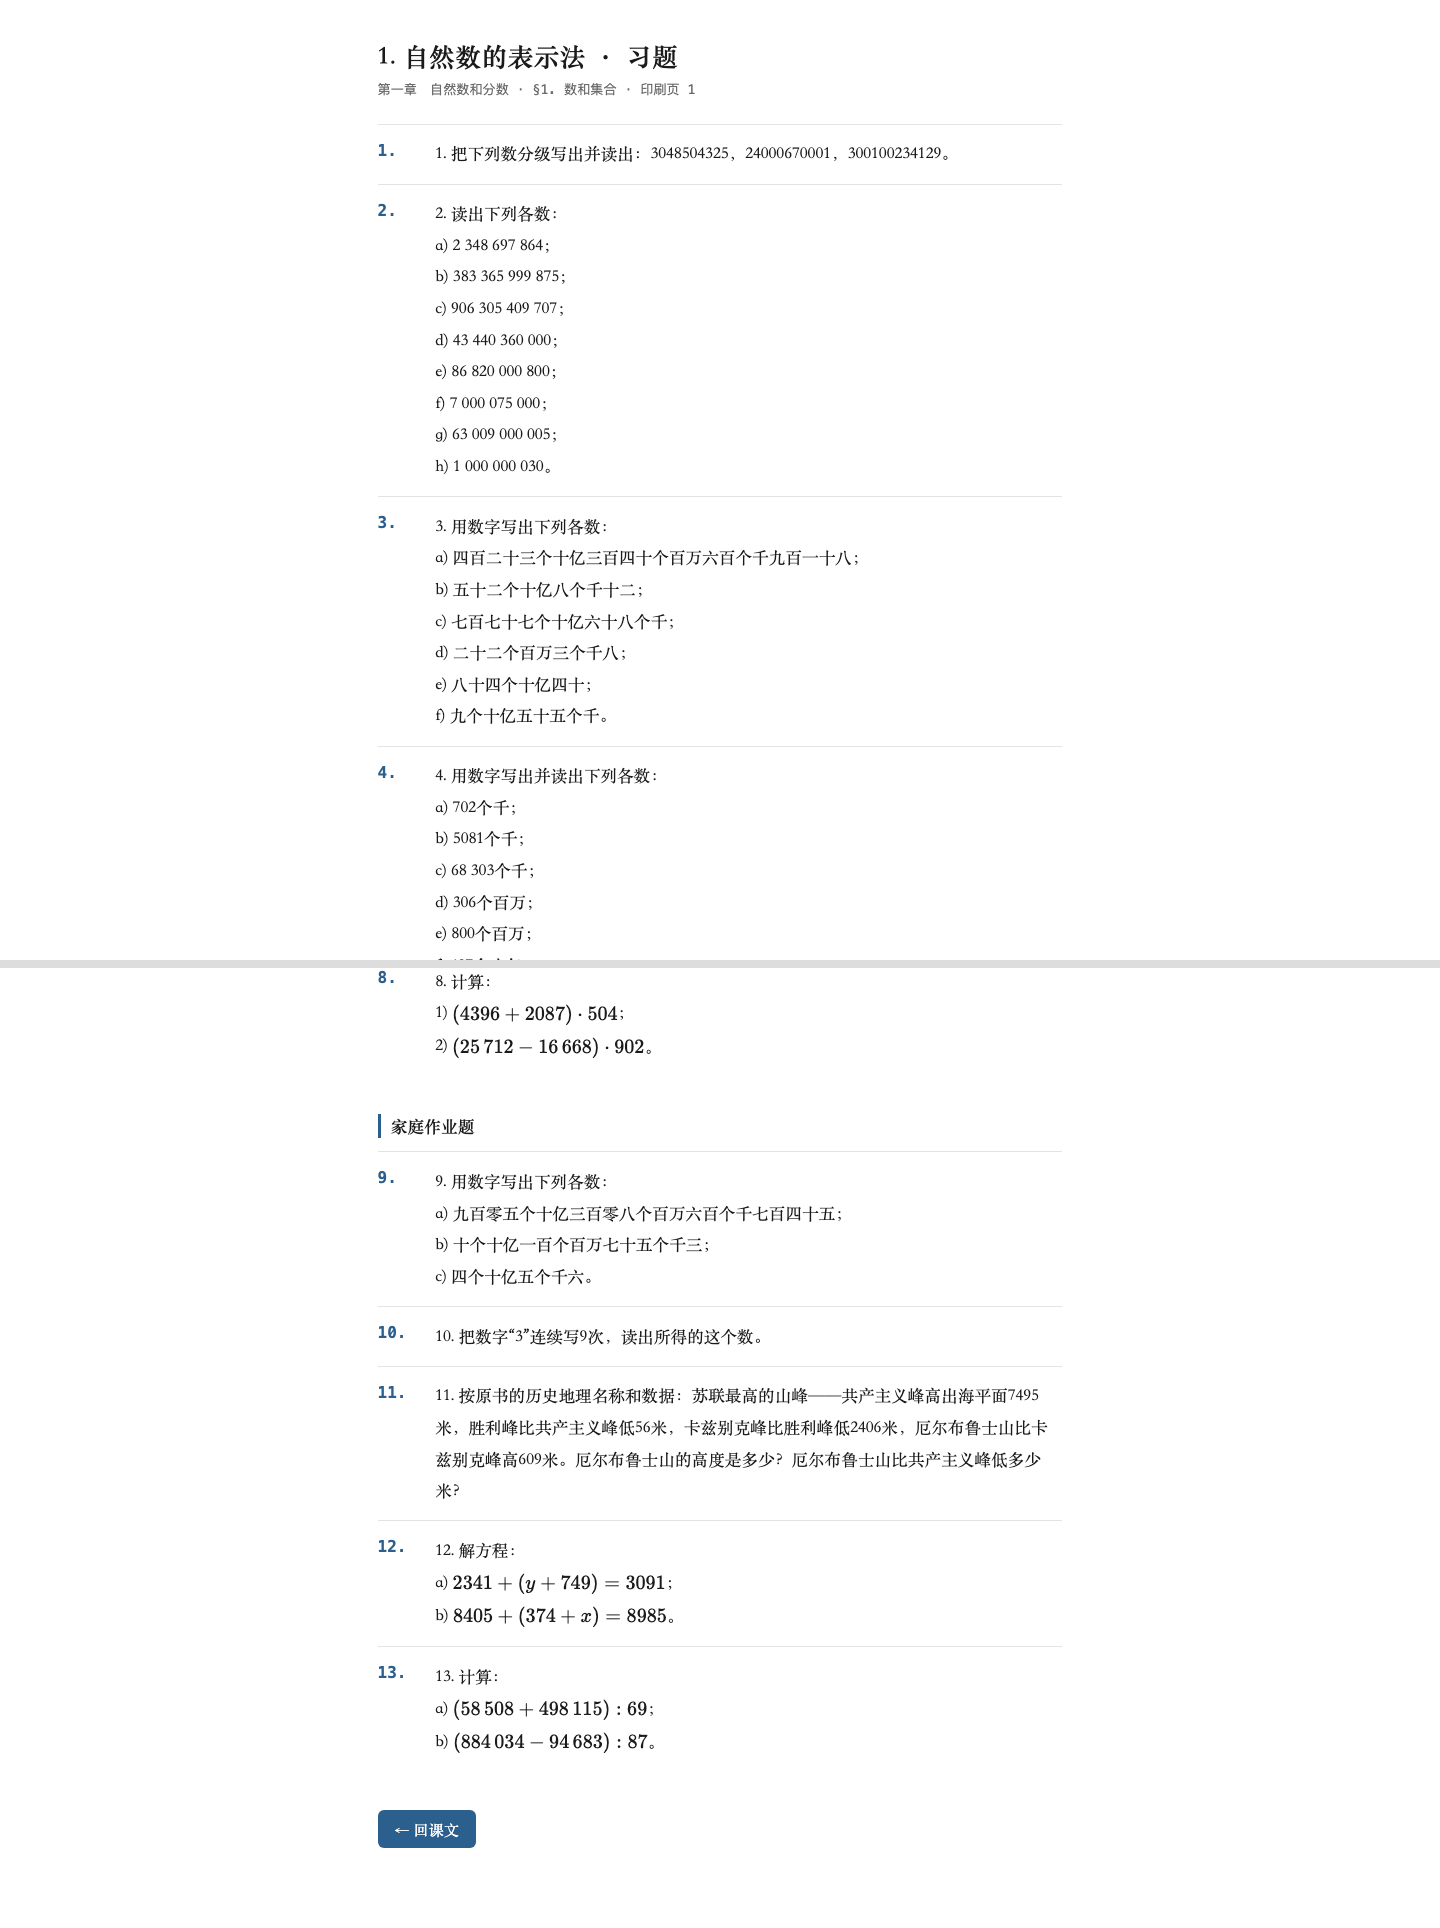 1. 自然数的表示法 · 习题
第一章 自然数和分数 · §1. 数和集合 · 印刷页 1
1. 1. 把下列数分级写出并读出：3048504325，24000670001，300100234129。
2. 2. 读出下列各数：
a) 2 348 697 864；
b) 383 365 999 875；
c) 906 305 409 707；
d) 43 440 360 000；
e) 86 820 000 800；
f) 7 000 075 000；
g) 63 009 000 005；
h) 1 000 000 030。
3. 3. 用数字写出下列各数：
a) 四百二十三个十亿三百四十个百万六百个千九百一十八；
b) 五十二个十亿八个千十二；
c) 七百七十七个十亿六十八个千；
d) 二十二个百万三个千八；
e) 八十四个十亿四十；
f) 九个十亿五十五个千。
4. 4. 用数字写出并读出下列各数：
a) 702个千；
b) 5081个千；
c) 68 303个千；
d) 306个百万；
e) 800个百万；
8. 8. 计算：
1) (4396 + 2087) · 504；
2) (25 712 − 16 668) · 902。
家庭作业题
9. 9. 用数字写出下列各数：
a) 九百零五个十亿三百零八个百万六百个千七百四十五；
b) 十个十亿一百个百万七十五个千三；
c) 四个十亿五个千六。
10. 10. 把数字“3”连续写9次，读出所得的这个数。
11. 11. 按原书的历史地理名称和数据：苏联最高的山峰——共产主义峰高出海平面7495
米，胜利峰比共产主义峰低56米，卡兹别克峰比胜利峰低2406米，厄尔布鲁士山比卡
兹别克峰高609米。厄尔布鲁士山的高度是多少？厄尔布鲁士山比共产主义峰低多少
米？
12. 12. 解方程：
a) 2341 + (y + 749) = 3091；
b) 8405 + (374 + x) = 8985。
13. 13. 计算：
a) (58 508 + 498 115) : 69；
b) (884 034 − 94 683) : 87。
← 回课文